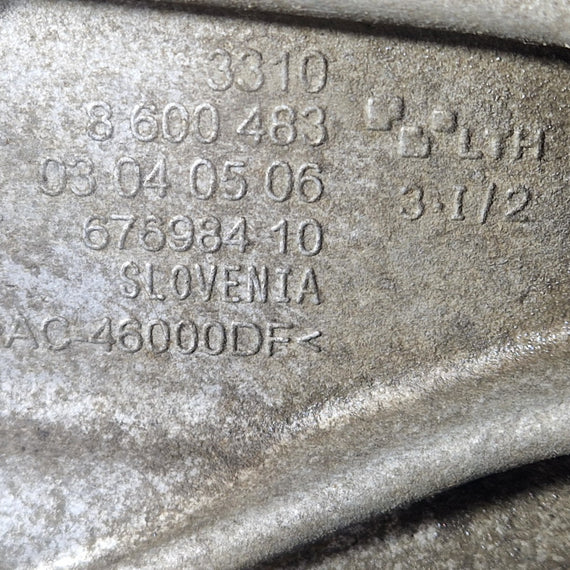 3310
8 600 483
03 04 05 06
676984 10
SLOVENIA
AC-46000DF<
LTH
3·I/2